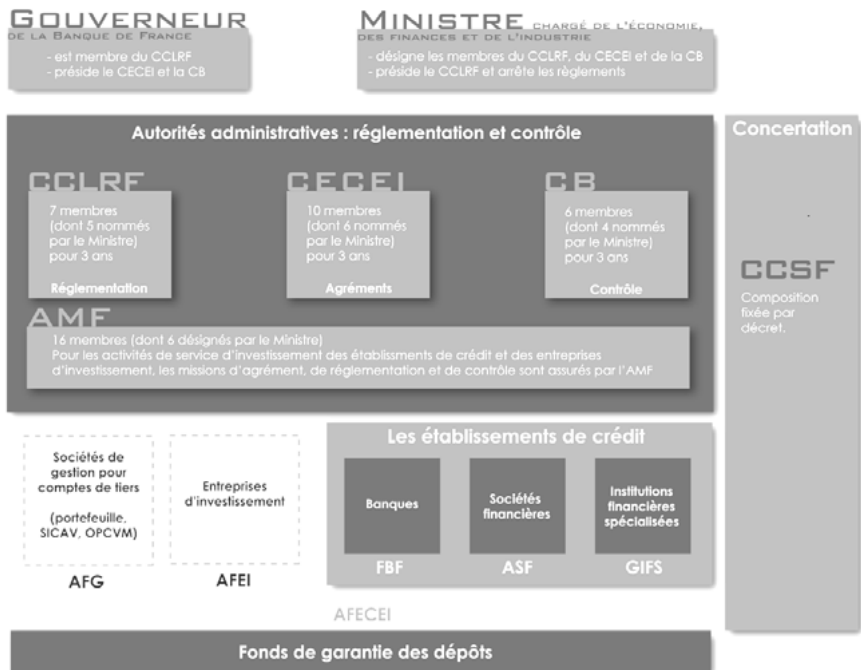 GOUVERNEUR
DE LA BANQUE DE FRANCE
- est membre du CCLRF
- préside le CECEI et la CB
MINISTRE CHARGÉ DE L'ÉCONOMIE,
DES FINANCES ET DE L'INDUSTRIE
- désigne les membres du CCLRF, du CECEI et de la CB
- préside le CCLRF et arrête les règlements
Autorités administratives : réglementation et contrôle
CCLRF
7 membres
(dont 5 nommés
par le Ministre)
pour 3 ans
Réglementation
CECEI
10 membres
(dont 6 nommés
par le Ministre)
pour 3 ans
Agréments
CB
6 membres
(dont 4 nommés
par le Ministre)
pour 3 ans
Contrôle
AMF
16 membres (dont 6 désignés par le Ministre)
Pour les activités de service d'investissement des établissments de crédit et des entreprises
d'investissement, les missions d'agrément, de réglementation et de contrôle sont assurés par l'AMF
Concertation
CCSF
Composition
fixée par
décret.
Sociétés de
gestion pour
comptes de tiers
(portefeuille,
SICAV, OPCVM)
AFG
Entreprises
d'investissement
AFEI
Les établissements de crédit
Banques
FBF
Sociétés
financières
ASF
Institutions
financières
spécialisées
GIFS
AFECEI
Fonds de garantie des dépôts